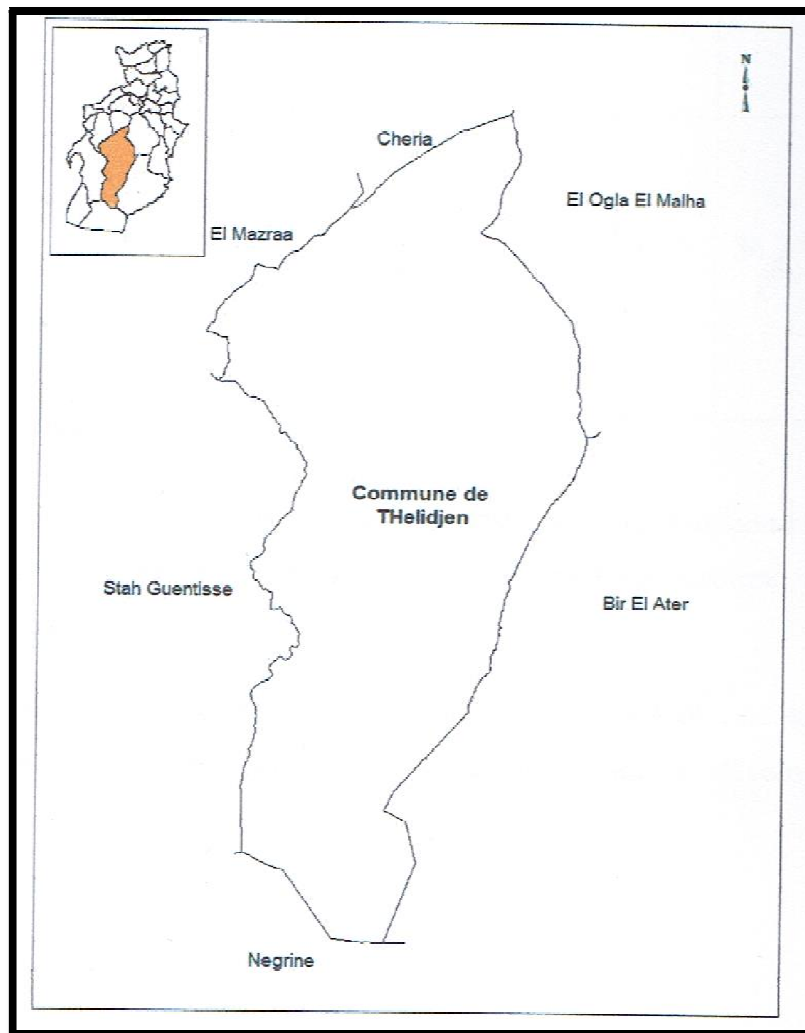 N
Cheria
El Ogla El Malha
El Mazraa
Commune de
THelidjen
Stah Guentisse
Bir El Ater
Negrine